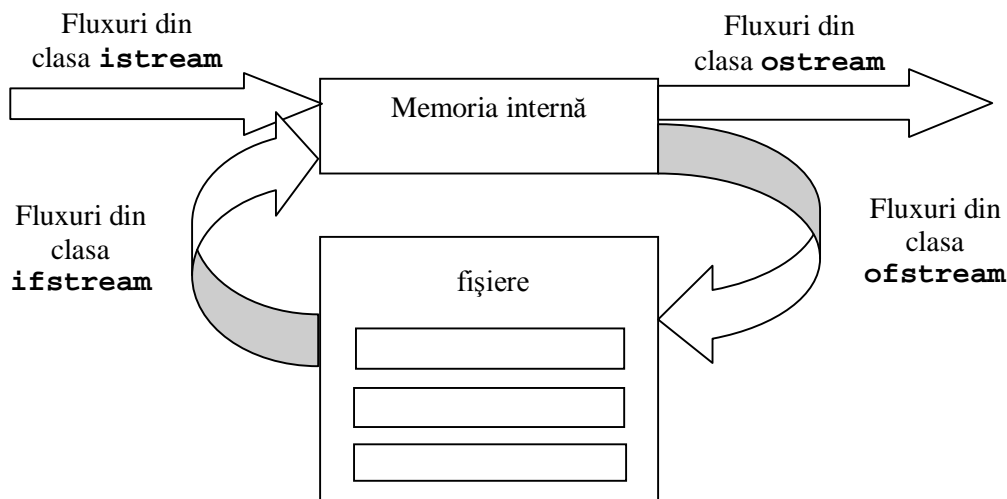 Fluxuri din
clasa istream
Fluxuri din
clasa ostream
Memoria internă
Fluxuri din
clasa
ifstream
fişiere
Fluxuri din
clasa
ofstream